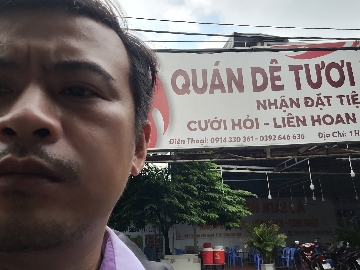 QUÁN DÊ TƯƠI
NHẬN ĐẶT TIỆ
CƯỚI HỎI - LIÊN HOAN
Điện Thoại: 0914 330 361 - 0392 646 636 Địa Chỉ: 1 H